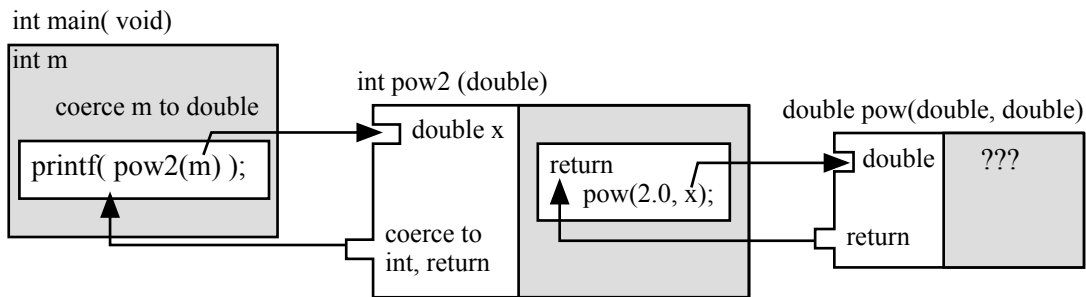 int main( void)
int m
coerce m to double
printf( pow2(m) );
int pow2 (double)
double x
coerce to
int, return
return
pow(2.0, x);
double pow(double, double)
double
???
return